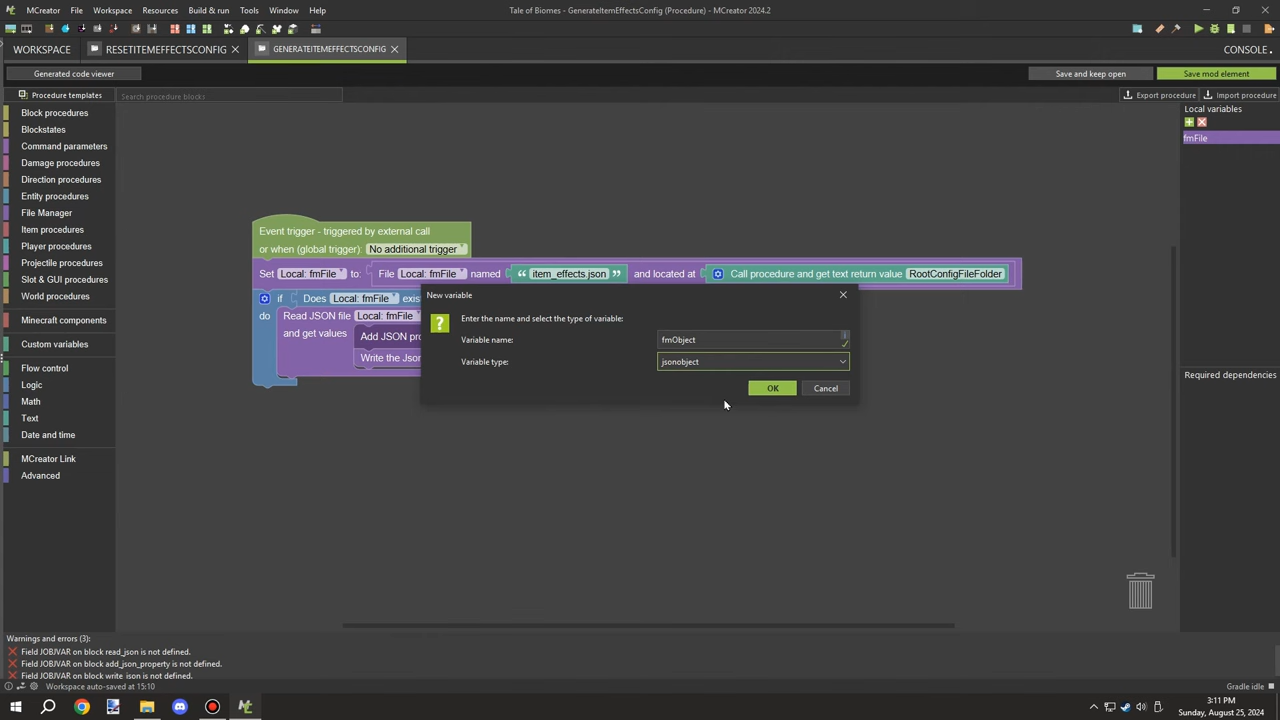 MCreator File Workspace Resources Build & run Tools Window Help
Tale of Biomes - GenerateItemEffectsConfig (Procedure) - MCreator 2024.2
WORKSPACE
RESETITEMEFFECTSCONFIG
GENERATEITEMEFFECTSCONFIG
CONSOLE
Generated code viewer
Save and keep open
Save mod element
Procedure templates
Search procedure blocks
Export procedure
Import procedure
Block procedures
Blockstates
Command parameters
Damage procedures
Direction procedures
Entity procedures
File Manager
Item procedures
Player procedures
Projectile procedures
Slot & GUI procedures
World procedures
Minecraft components
Custom variables
Flow control
Logic
Math
Text
Date and time
MCreator Link
Advanced
Local variables
fmFile
Required dependencies
Event trigger - triggered by external call
or when (global trigger): No additional trigger
Set Local: fmFile to: File Local: fmFile named “ item_effects.json ” and located at Call procedure and get text return value RootConfigFileFolder
if Does Local: fmFile exis
do Read JSON file Local: fmFile
and get values Add JSON pro
Write the Json
New variable
Enter the name and select the type of variable:
Variable name: fmObject
Variable type: jsonobject
OK Cancel
Warnings and errors (3):
Field JOBJVAR on block read_json is not defined.
Field JOBJVAR on block add_json_property is not defined.
Field JOBJVAR on block write_json is not defined.
Workspace auto-saved at 15:10
Gradle idle
3:11 PM
Sunday, August 25, 2024